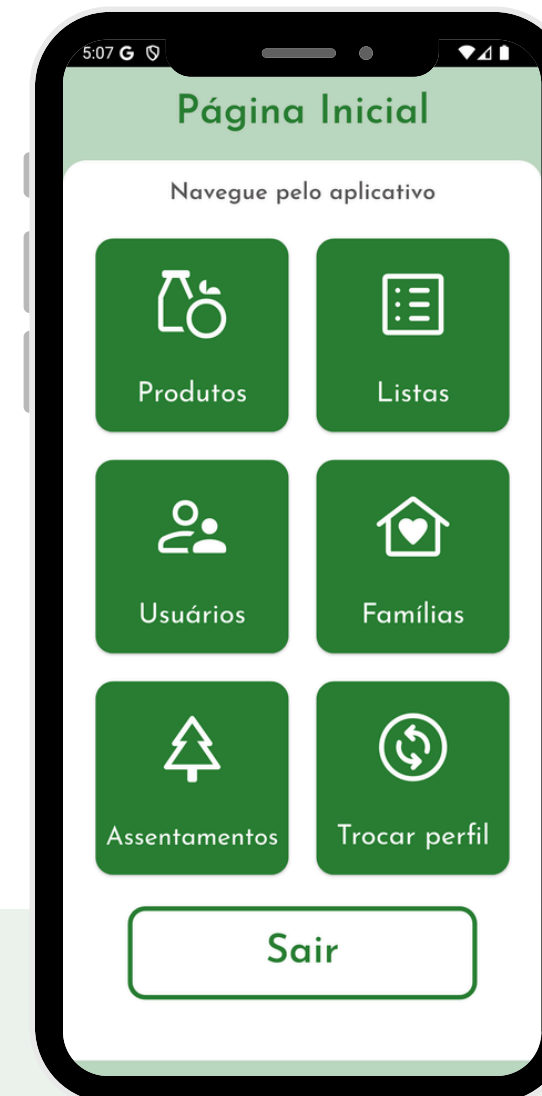 5:07 G
Página Inicial
Navegue pelo aplicativo
Produtos
Listas
Usuários
Famílias
Assentamentos
Trocar perfil
Sair